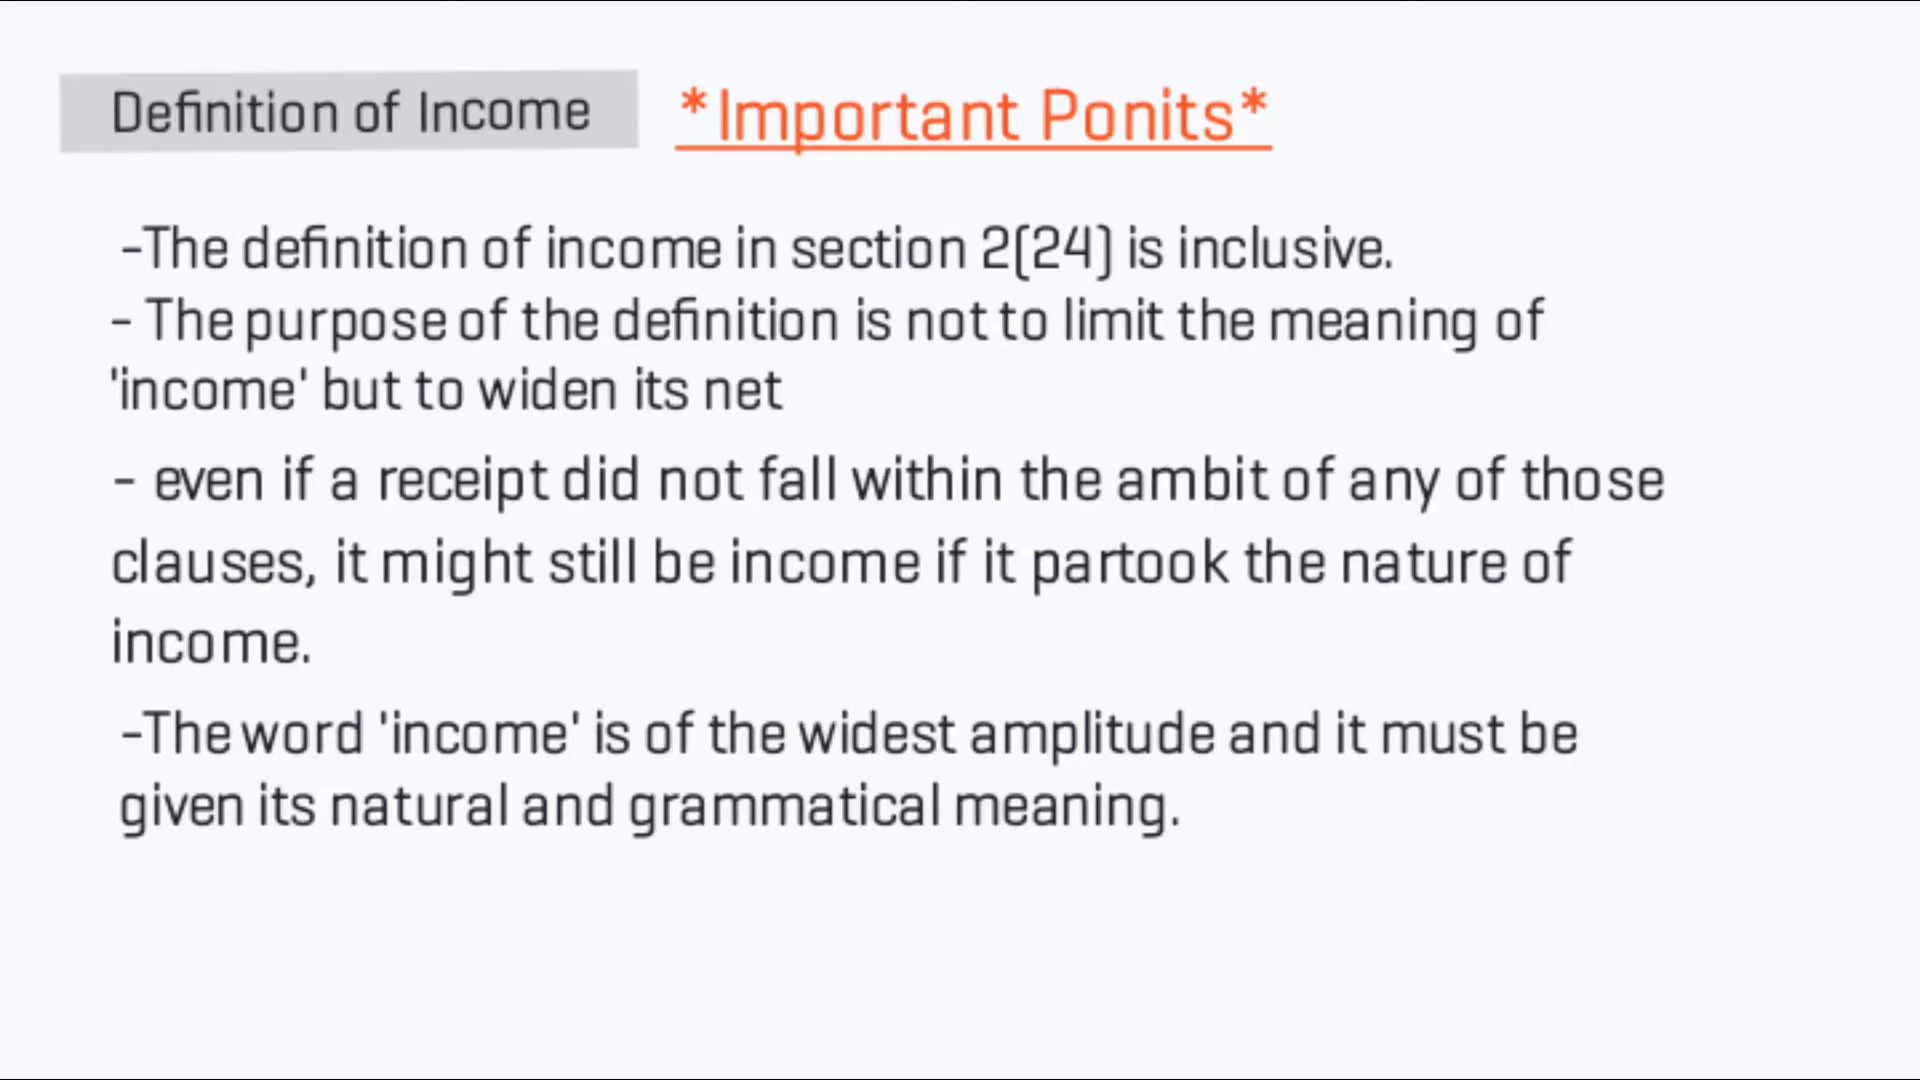 Definition of Income *Important Ponits*
-The definition of income in section 2(24) is inclusive.
- The purpose of the definition is not to limit the meaning of
'income' but to widen its net
- even if a receipt did not fall within the ambit of any of those
clauses, it might still be income if it partook the nature of
income.
-The word 'income' is of the widest amplitude and it must be
given its natural and grammatical meaning.